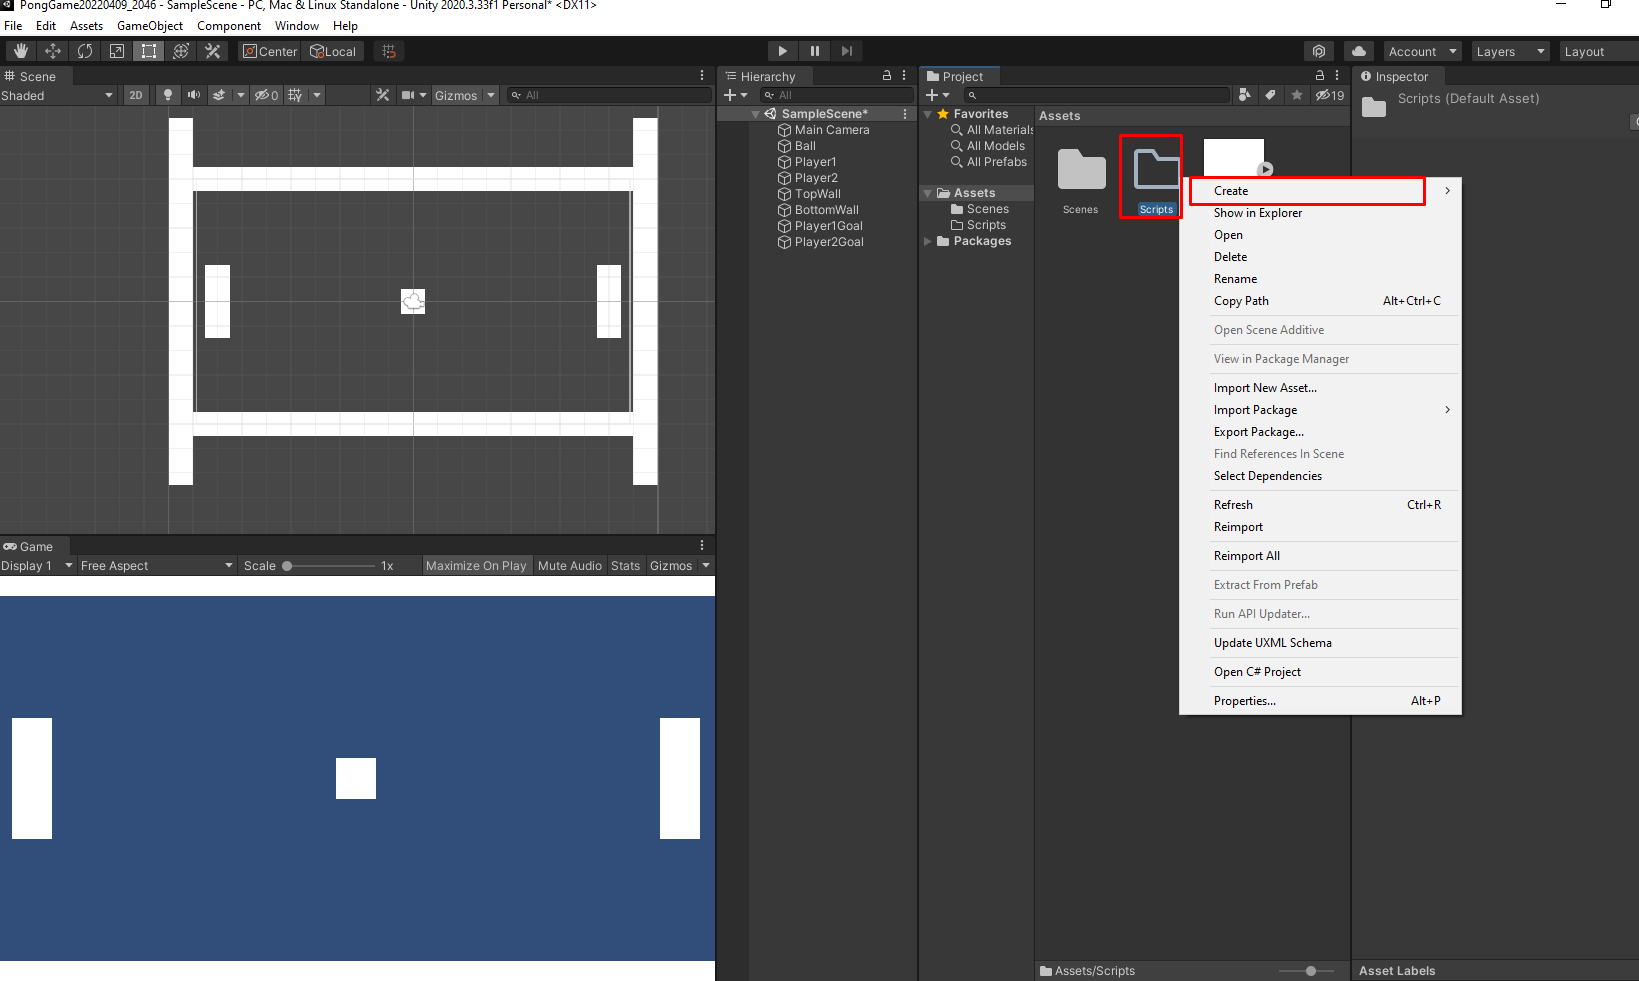 PongGame20220409_2046 - SampleScene - PC, Mac & Linux Standalone - Unity 2020.3.33f1 Personal* <DX11>
File Edit Assets GameObject Component Window Help
Center Local Account Layers Layout
Scene
Shaded 2D 0 Gizmos All
Hierarchy
All
SampleScene*
Main Camera
Ball
Player1
Player2
TopWall
BottomWall
Player1Goal
Player2Goal
Project
19
Favorites
All Materials
All Models
All Prefabs
Assets
Scenes
Scripts
Packages
Assets
Scenes
Scripts
Assets/Scripts
Inspector
Scripts (Default Asset)
Asset Labels
Create
Show in Explorer
Open
Delete
Rename
Copy Path Alt+Ctrl+C
Open Scene Additive
View in Package Manager
Import New Asset...
Import Package
Export Package...
Find References In Scene
Select Dependencies
Refresh Ctrl+R
Reimport
Reimport All
Extract From Prefab
Run API Updater...
Update UXML Schema
Open C# Project
Properties... Alt+P
Game
Display 1 Free Aspect Scale 1x Maximize On Play Mute Audio Stats Gizmos